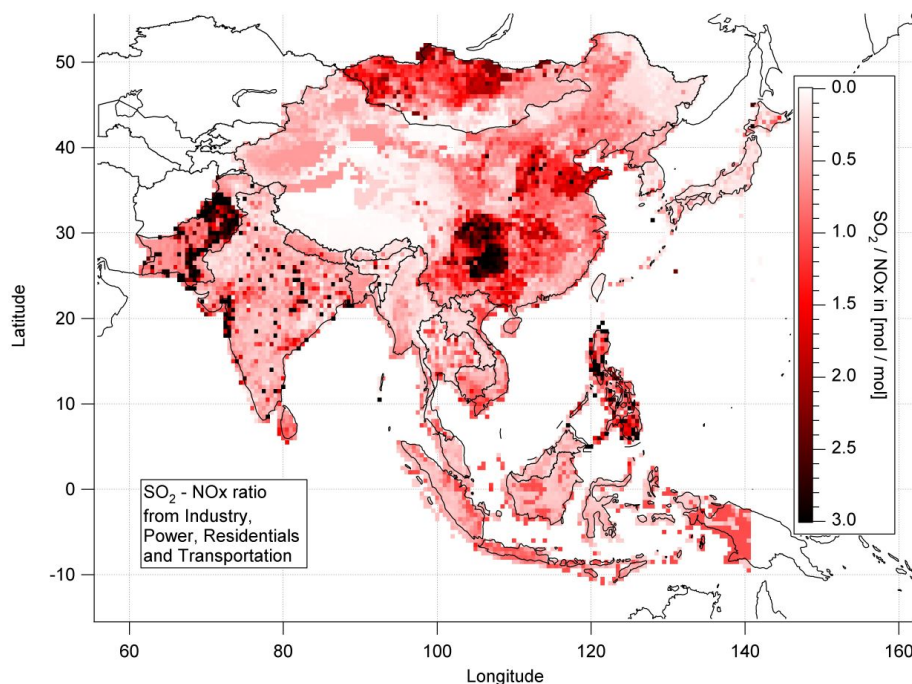 50
40
30
20
10
0
-10
Latitude
60
80
100
120
140
160
Longitude
0.0
0.5
1.0
1.5
2.0
2.5
3.0
SO₂ / NOx in [mol / mol]
SO₂ - NOx ratio
from Industry,
Power, Residentials
and Transportation